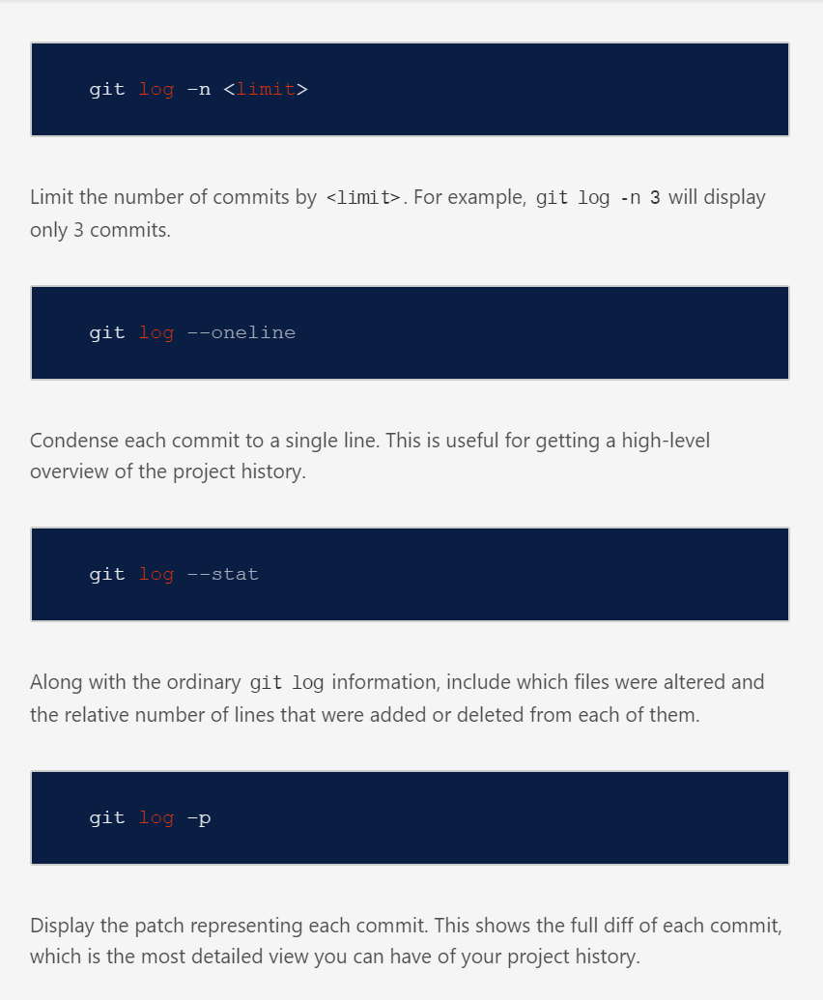 git log -n <limit>
Limit the number of commits by <limit>. For example, git log -n 3 will display
only 3 commits.
git log --oneline
Condense each commit to a single line. This is useful for getting a high-level
overview of the project history.
git log --stat
Along with the ordinary git log information, include which files were altered and
the relative number of lines that were added or deleted from each of them.
git log -p
Display the patch representing each commit. This shows the full diff of each commit,
which is the most detailed view you can have of your project history.